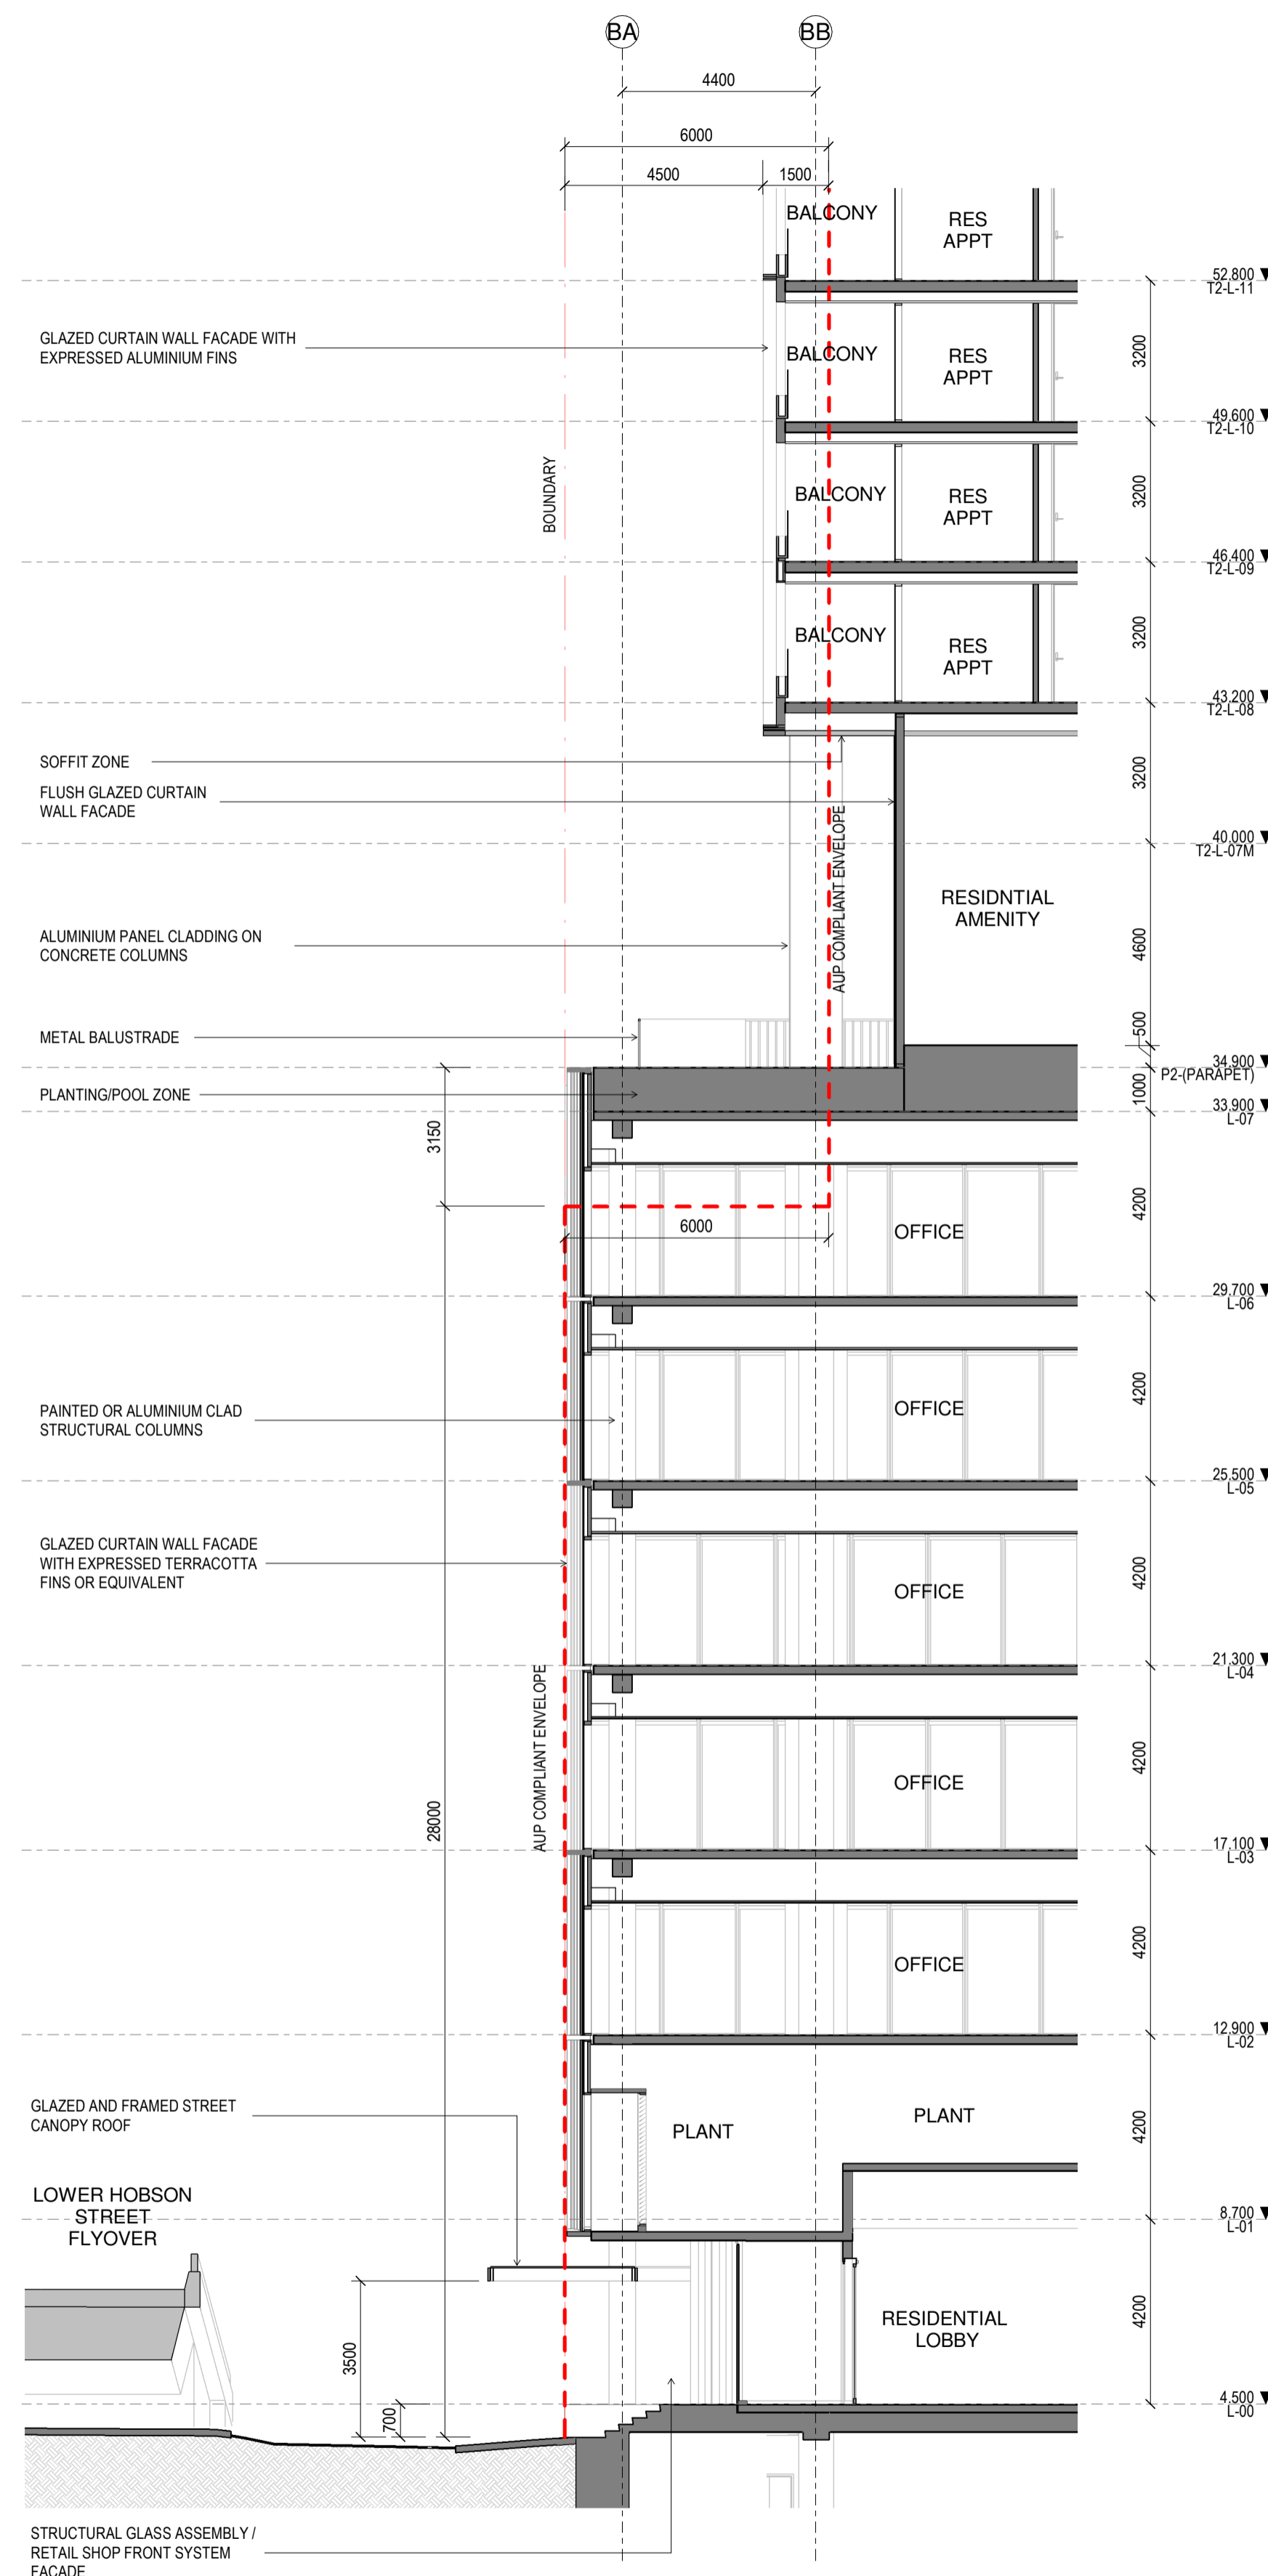 BA
BB
4400
6000
4500
1500
BALCONY
RES
APPT
52.800
T2-L-11
GLAZED CURTAIN WALL FACADE WITH
EXPRESSED ALUMINIUM FINS
BALCONY
RES
APPT
3200
49.600
T2-L-10
BOUNDARY
BALCONY
RES
APPT
3200
46.400
T2-L-09
BALCONY
RES
APPT
3200
43.200
T2-L-08
SOFFIT ZONE
FLUSH GLAZED CURTAIN
WALL FACADE
3200
40.000
T2-L-07M
AUP COMPLIANT ENVELOPE
RESIDNTIAL
AMENITY
ALUMINIUM PANEL CLADDING ON
CONCRETE COLUMNS
4600
METAL BALUSTRADE
500
34.900
P2-(PARAPET)
PLANTING/POOL ZONE
1000
33.900
L-07
3150
4200
6000
OFFICE
29.700
L-06
PAINTED OR ALUMINIUM CLAD
STRUCTURAL COLUMNS
OFFICE
4200
25.500
L-05
GLAZED CURTAIN WALL FACADE
WITH EXPRESSED TERRACOTTA
FINS OR EQUIVALENT
OFFICE
4200
21.300
L-04
AUP COMPLIANT ENVELOPE
OFFICE
4200
28000
17.100
L-03
OFFICE
4200
12.900
L-02
GLAZED AND FRAMED STREET
CANOPY ROOF
PLANT
PLANT
4200
LOWER HOBSON
STREET
FLYOVER
8.700
L-01
3500
RESIDENTIAL
LOBBY
4200
700
4.500
L-00
STRUCTURAL GLASS ASSEMBLY /
RETAIL SHOP FRONT SYSTEM
FACADE